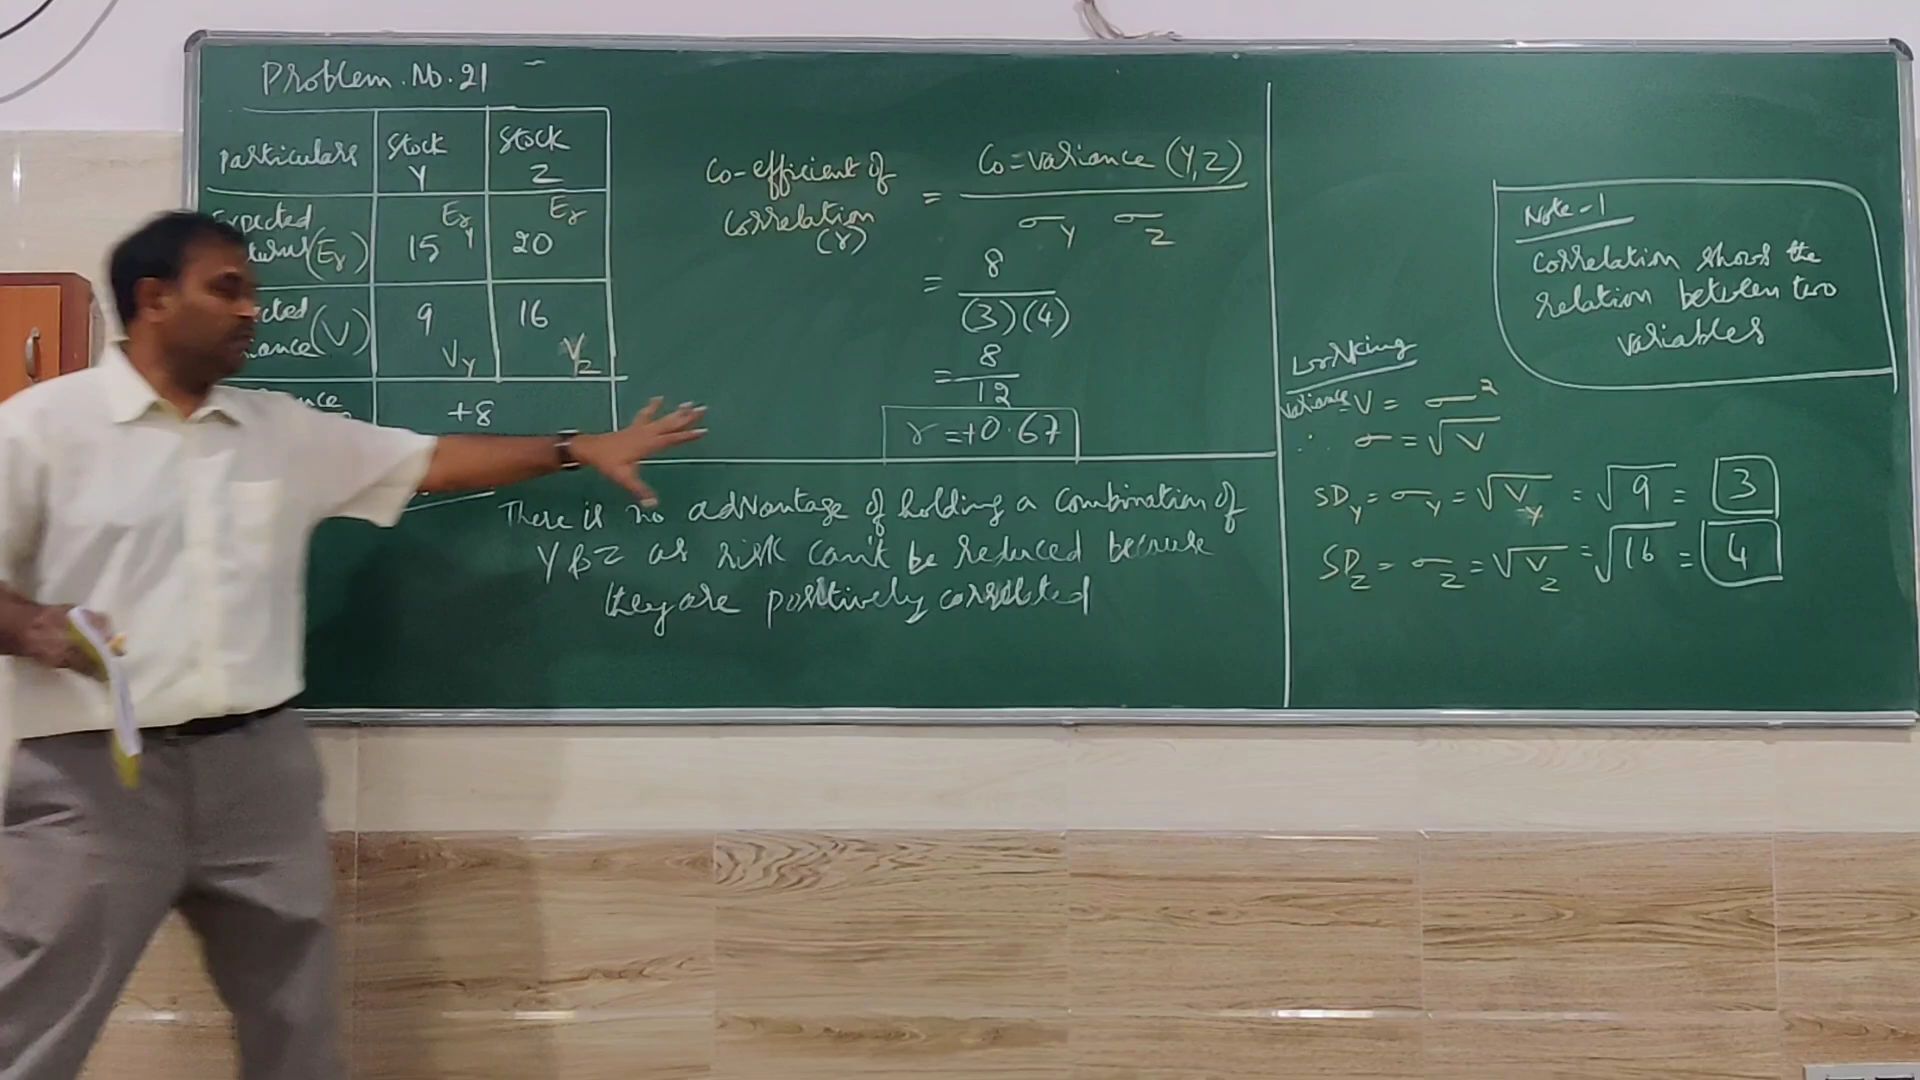 Problem. No. 21
Particulars Stock Y Stock Z
Expected (Er) 15 Er Y 20 Er
(V) 9 VY 16 VZ
+8
Co-efficient of Correlation (r) = Co-variance (Y,Z) / σY σZ
= 8 / (3)(4)
= 8 / 12
r = +0.67
There is no advantage of holding a combination of
Y & Z as risk can't be reduced because
they are positively correlated
Note-1
Correlation shows the
relation between two
variables
Working
Variance V = σ²
∴ σ = √V
SDY = σY = √VY = √9 = 3
SDZ = σZ = √VZ = √16 = 4